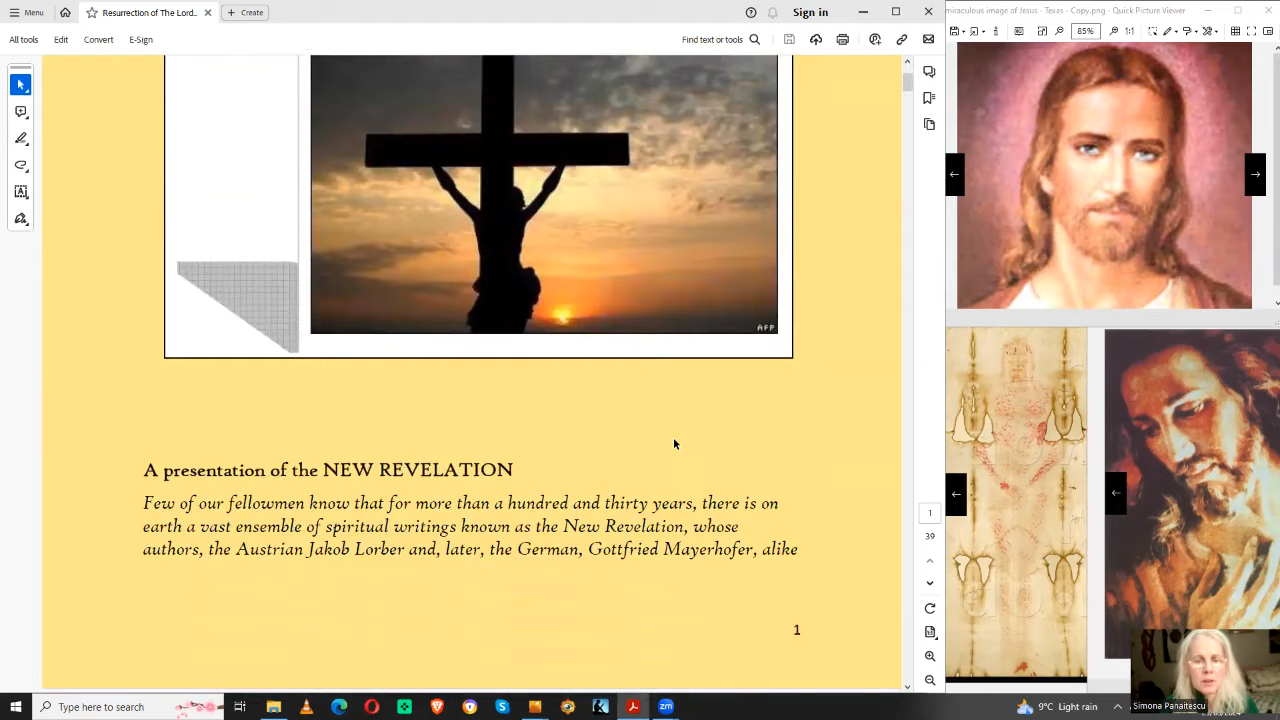 Menu
Resurrection of The Lord...
Create
Sign in
All tools
Edit
Convert
E-Sign
Find text or tools
miraculous image of Jesus - Texas - Copy.png - Quick Picture Viewer
85%
1:1
AFP
A presentation of the NEW REVELATION
Few of our fellowmen know that for more than a hundred and thirty years, there is on
earth a vast ensemble of spiritual writings known as the New Revelation, whose
authors, the Austrian Jakob Lorber and, later, the German, Gottfried Mayerhofer, alike
1
1
39
Simona Panaitescu
Type here to search
zm
9°C Light rain